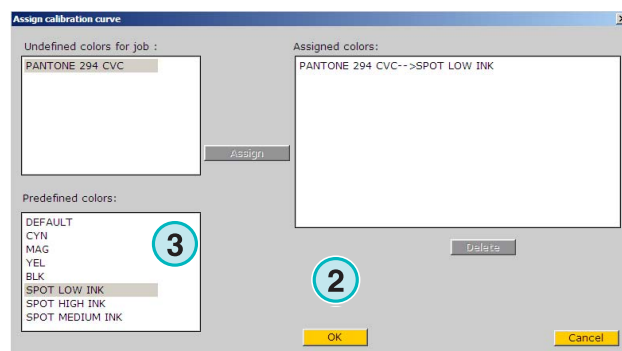 Assign calibration curve
Undefined colors for job :
PANTONE 294 CVC
Assign
Predefined colors:
DEFAULT
CYN
MAG
YEL
BLK
SPOT LOW INK
SPOT HIGH INK
SPOT MEDIUM INK
3
Assigned colors:
PANTONE 294 CVC-->SPOT LOW INK
Delete
2
OK
Cancel